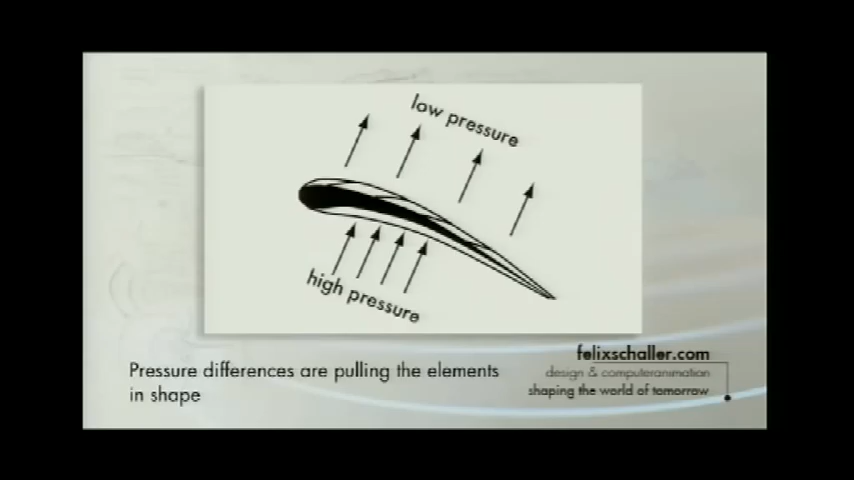 low pressure
high pressure
Pressure differences are pulling the elements
in shape
felixschaller.com
design & computeranimation
shaping the world of tomorrow